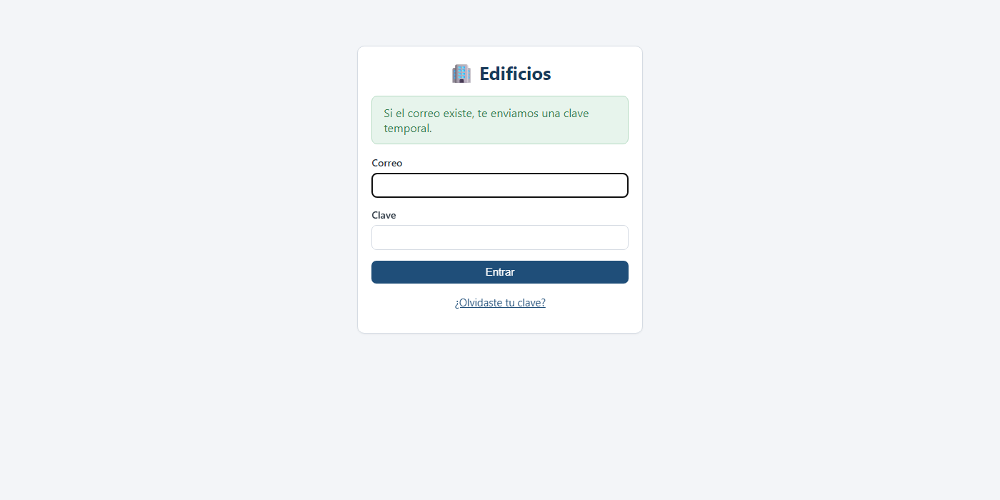 Edificios
Si el correo existe, te enviamos una clave
temporal.
Correo
Clave
Entrar
¿Olvidaste tu clave?